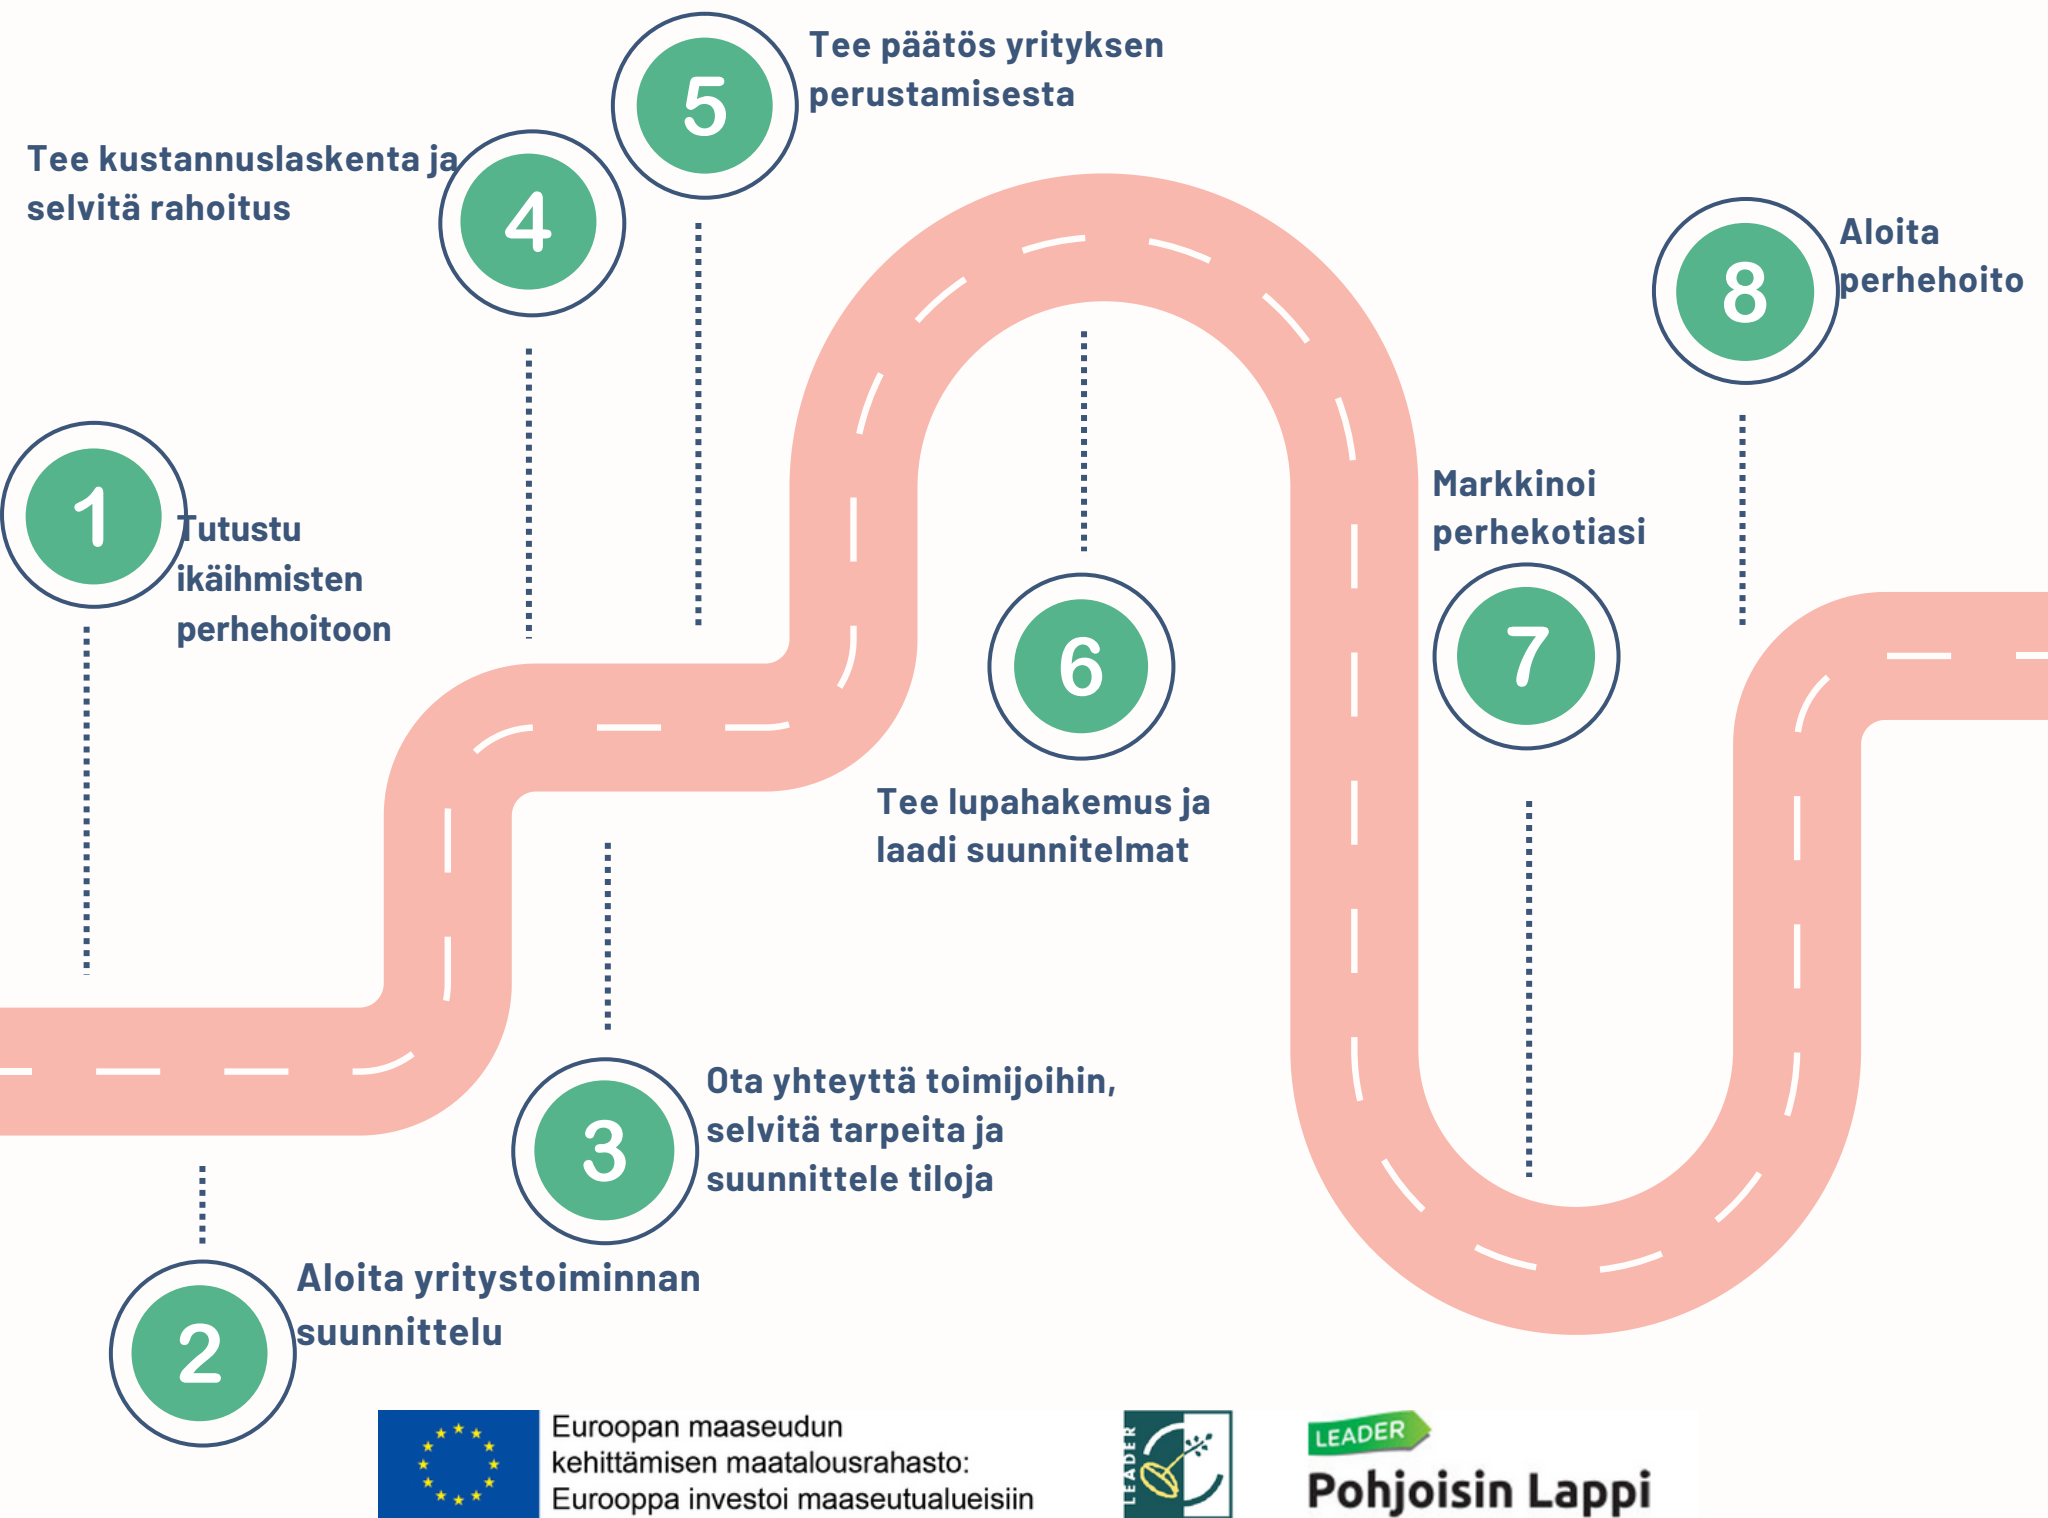 1
Tutustu
ikäihmisten
perhehoitoon
2
Aloita yritystoiminnan
suunnittelu
3
Ota yhteyttä toimijoihin,
selvitä tarpeita ja
suunnittele tiloja
4
Tee kustannuslaskenta ja
selvitä rahoitus
5
Tee päätös yrityksen
perustamisesta
6
Tee lupahakemus ja
laadi suunnitelmat
7
Markkinoi
perhekotiasi
8
Aloita
perhehoito
Euroopan maaseudun
kehittämisen maatalousrahasto:
Eurooppa investoi maaseutualueisiin
LEADER
LEADER
Pohjoisin Lappi